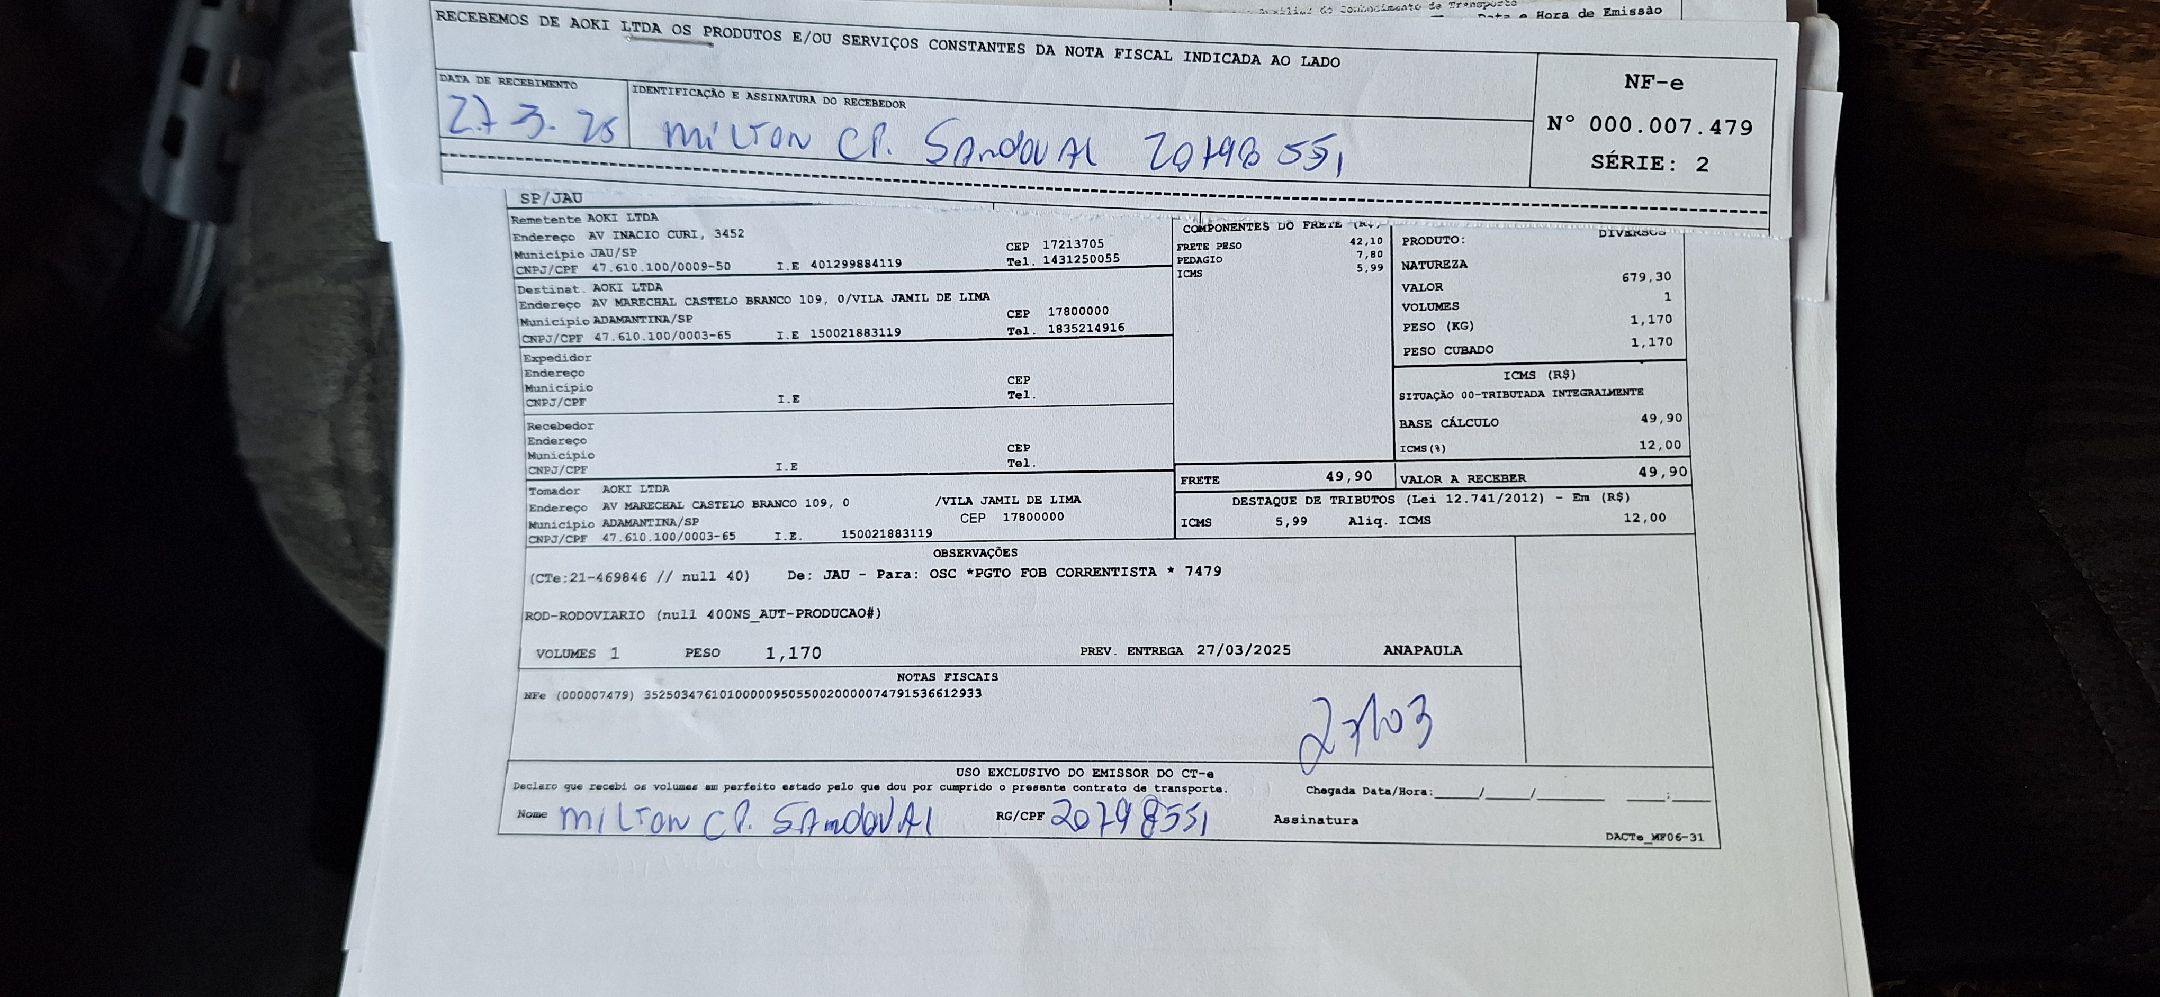 Data e Hora de Emissão
RECEBEMOS DE AOKI LTDA OS PRODUTOS E/OU SERVIÇOS CONSTANTES DA NOTA FISCAL INDICADA AO LADO
NF-e
Nº 000.007.479
SÉRIE: 2
DATA DE RECEBIMENTO
27 3. 25
IDENTIFICAÇÃO E ASSINATURA DO RECEBEDOR
MILTON CP. SANDOVAL 20798551
SP/JAU
Remetente AOKI LTDA
Endereço AV INACIO CURI, 3452
Município JAU/SP CEP 17213705
CNPJ/CPF 47.610.100/0009-50 I.E 401299884119 Tel. 1431250055
Destinat. AOKI LTDA
Endereço AV MARECHAL CASTELO BRANCO 109, 0/VILA JAMIL DE LIMA
Município ADAMANTINA/SP CEP 17800000
CNPJ/CPF 47.610.100/0003-65 I.E 150021883119 Tel. 1835214916
Expedidor
Endereço
Município CEP
CNPJ/CPF I.E Tel.
Recebedor
Endereço
Município CEP
CNPJ/CPF I.E Tel.
Tomador AOKI LTDA
Endereço AV MARECHAL CASTELO BRANCO 109, 0 /VILA JAMIL DE LIMA
Município ADAMANTINA/SP CEP 17800000
CNPJ/CPF 47.610.100/0003-65 I.E. 150021883119
COMPONENTES DO FRETE (R$)
FRETE PESO 42,10
PEDAGIO 7,80
ICMS 5,99
PRODUTO: DIVERSOS
NATUREZA
VALOR 679,30
VOLUMES 1
PESO (KG) 1,170
PESO CUBADO 1,170
ICMS (R$)
SITUAÇÃO 00-TRIBUTADA INTEGRALMENTE
BASE CÁLCULO 49,90
ICMS(%) 12,00
FRETE 49,90 VALOR A RECEBER 49,90
DESTAQUE DE TRIBUTOS (Lei 12.741/2012) - Em (R$)
ICMS 5,99 Aliq. ICMS 12,00
OBSERVAÇÕES
(CTe:21-469846 // null 40) De: JAU - Para: OSC *PGTO FOB CORRENTISTA * 7479
ROD-RODOVIARIO (null 400NS_AUT-PRODUCAO#)
VOLUMES 1 PESO 1,170 PREV. ENTREGA 27/03/2025 ANAPAULA
NOTAS FISCAIS
NFe (000007479) 35250347610100000950550020000074791536612933
27/03
USO EXCLUSIVO DO EMISSOR DO CT-e
Declaro que recebi os volumes em perfeito estado pelo que dou por cumprido o presente contrato de transporte. Chegada Data/Hora:____/____/_______ ____:____
Nome MILTON CP. SANDOVAL RG/CPF 20798551 Assinatura
DACTe_MF06-31